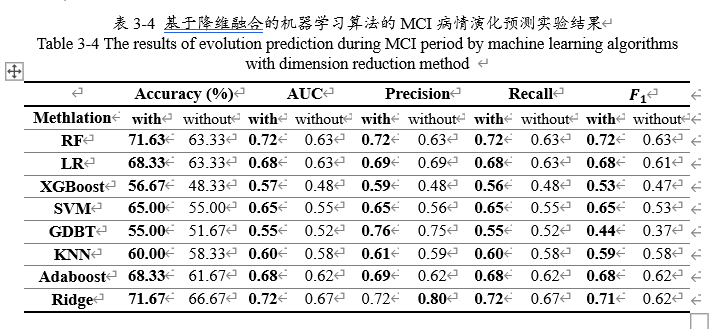 表 3-4 基于降维融合的机器学习算法的 MCI 病情演化预测实验结果
Table 3-4 The results of evolution prediction during MCI period by machine learning algorithms
with dimension reduction method
Accuracy (%) AUC Precision Recall F1
Methlation with without with without with without with without with without
RF 71.63 63.33 0.72 0.63 0.72 0.63 0.72 0.63 0.72 0.63
LR 68.33 63.33 0.68 0.63 0.69 0.69 0.68 0.63 0.68 0.61
XGBoost 56.67 48.33 0.57 0.48 0.59 0.48 0.56 0.48 0.53 0.47
SVM 65.00 55.00 0.65 0.55 0.65 0.56 0.65 0.55 0.65 0.53
GDBT 55.00 51.67 0.55 0.52 0.76 0.75 0.55 0.52 0.44 0.37
KNN 60.00 58.33 0.60 0.58 0.61 0.59 0.60 0.58 0.59 0.58
Adaboost 68.33 61.67 0.68 0.62 0.69 0.62 0.68 0.62 0.68 0.62
Ridge 71.67 66.67 0.72 0.67 0.72 0.80 0.72 0.67 0.71 0.62